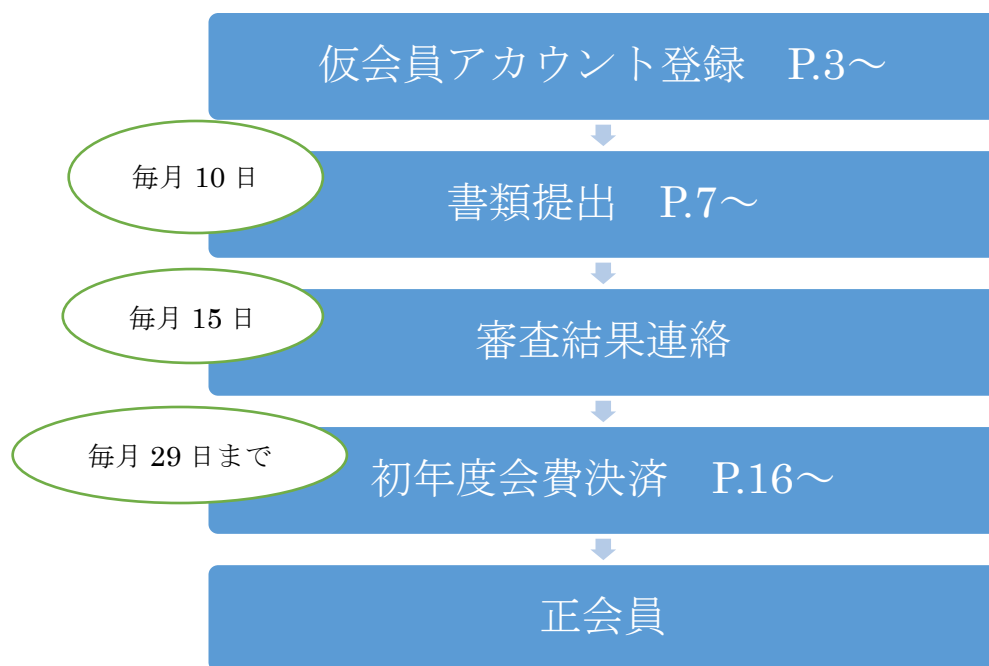 仮会員アカウント登録　P.3～
毎月 10 日
書類提出　P.7～
毎月 15 日
審査結果連絡
毎月 29 日まで
初年度会費決済　P.16～
正会員